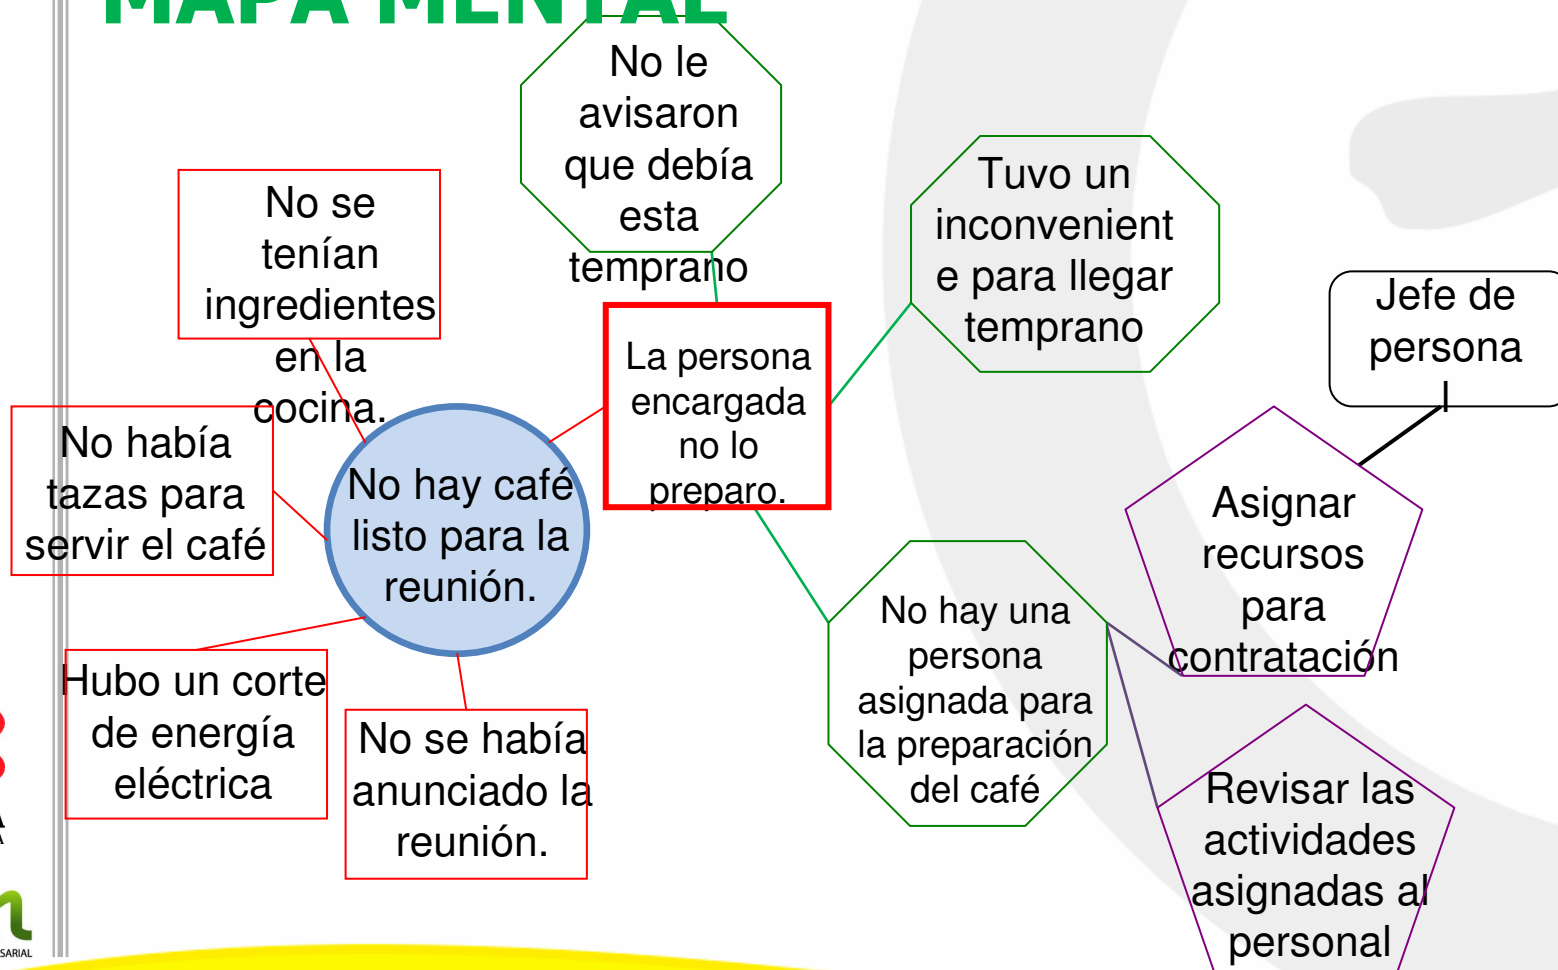 MAPA MENTAL
No le
avisaron
que debía
esta
temprano
Tuvo un
inconvenient
e para llegar
temprano
Jefe de
persona
l
No se
tenían
ingredientes
en la
cocina.
La persona
encargada
no lo
preparo.
No había
tazas para
servir el café
No hay café
listo para la
reunión.
Asignar
recursos
para
contratación
No hay una
persona
asignada para
la preparación
del café
Hubo un corte
de energía
eléctrica
No se había
anunciado la
reunión.
Revisar las
actividades
asignadas al
personal
SARIAL